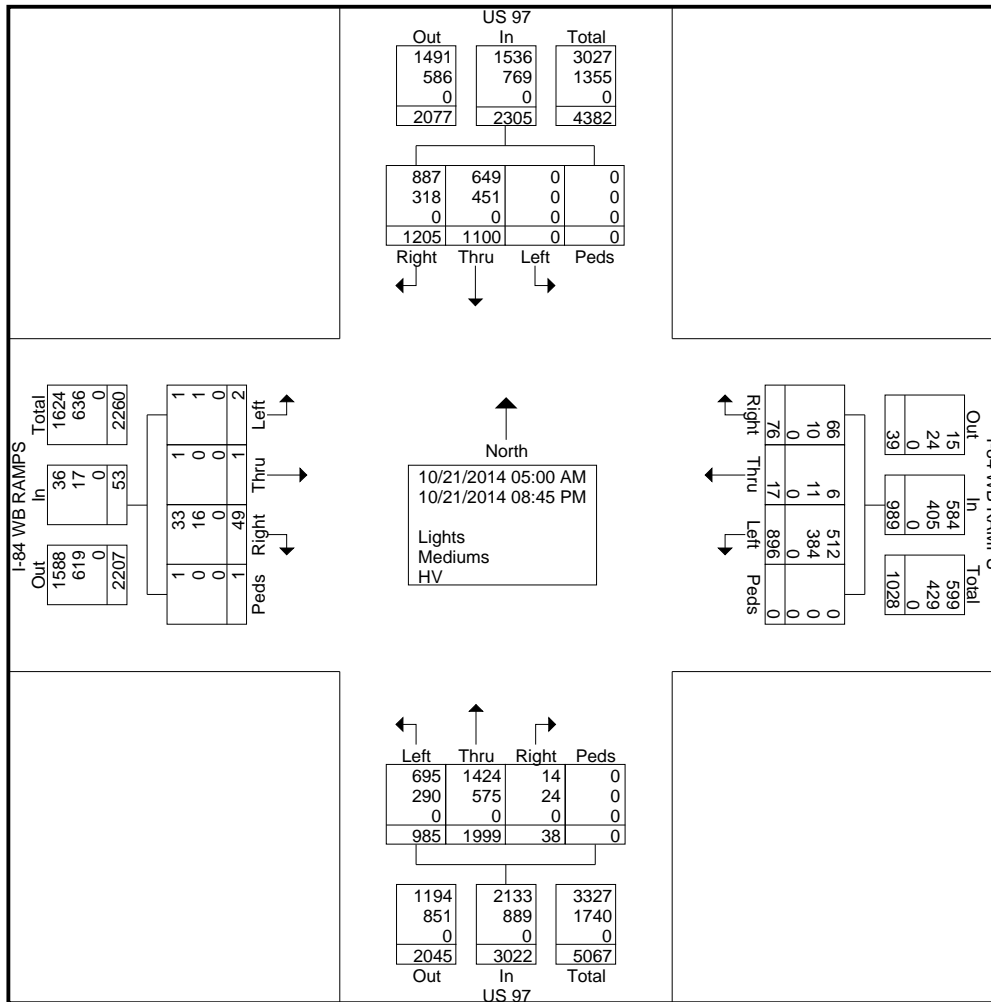 US 97
Out In Total
1491 1536 3027
586 769 1355
0 0 0
2077 2305 4382
887 649 0 0
318 451 0 0
0 0 0 0
1205 1100 0 0
Right Thru Left Peds
I-84 WB RAMPS
Total In Out
1624 36 1588
636 17 619
0 0 0
2260 53 2207
Left Thru Right Peds
1 1 33 1
1 0 16 0
0 0 0 0
2 1 49 1
North
10/21/2014 05:00 AM
10/21/2014 08:45 PM
Lights
Mediums
HV
Right Thru Left Peds
66 6 512 0
10 11 384 0
0 0 0 0
76 17 896 0
Out In Total
15 584 599
24 405 429
0 0 0
39 989 1028
WB
Left Thru Right Peds
695 1424 14 0
290 575 24 0
0 0 0 0
985 1999 38 0
1194 2133 3327
851 889 1740
0 0 0
2045 3022 5067
Out In Total
US 97